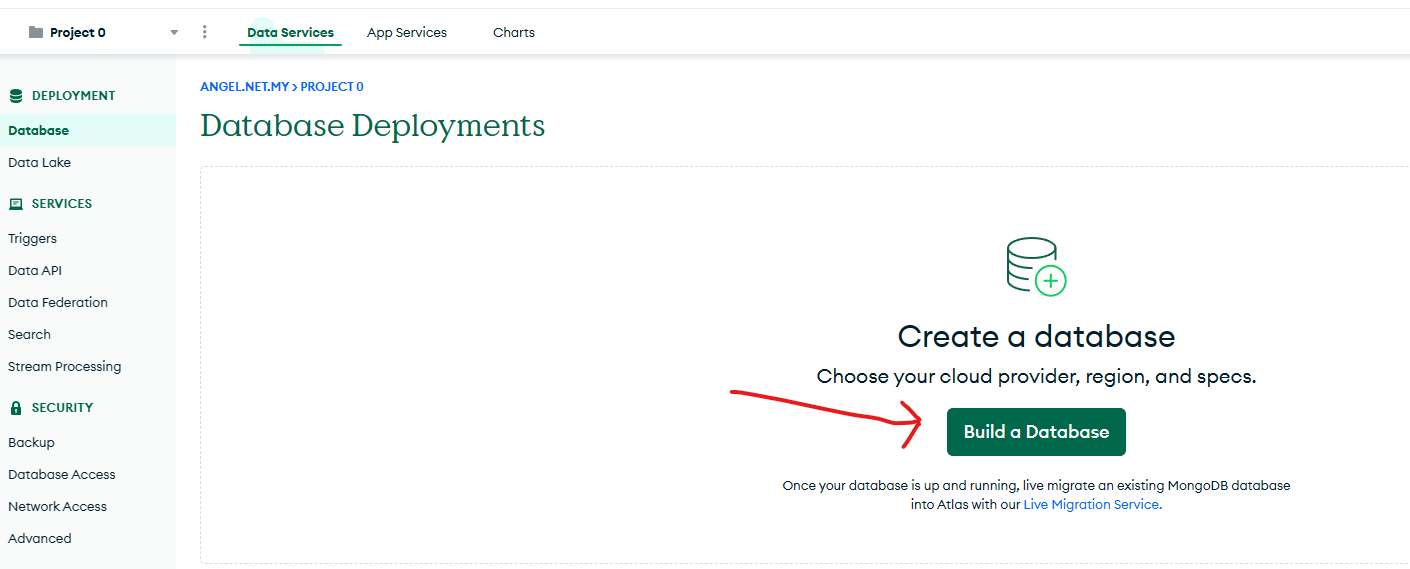 Project 0
Data Services
App Services
Charts
DEPLOYMENT
Database
Data Lake
SERVICES
Triggers
Data API
Data Federation
Search
Stream Processing
SECURITY
Backup
Database Access
Network Access
Advanced
ANGEL.NET.MY > PROJECT 0
Database Deployments
Create a database
Choose your cloud provider, region, and specs.
Build a Database
Once your database is up and running, live migrate an existing MongoDB database
into Atlas with our Live Migration Service.